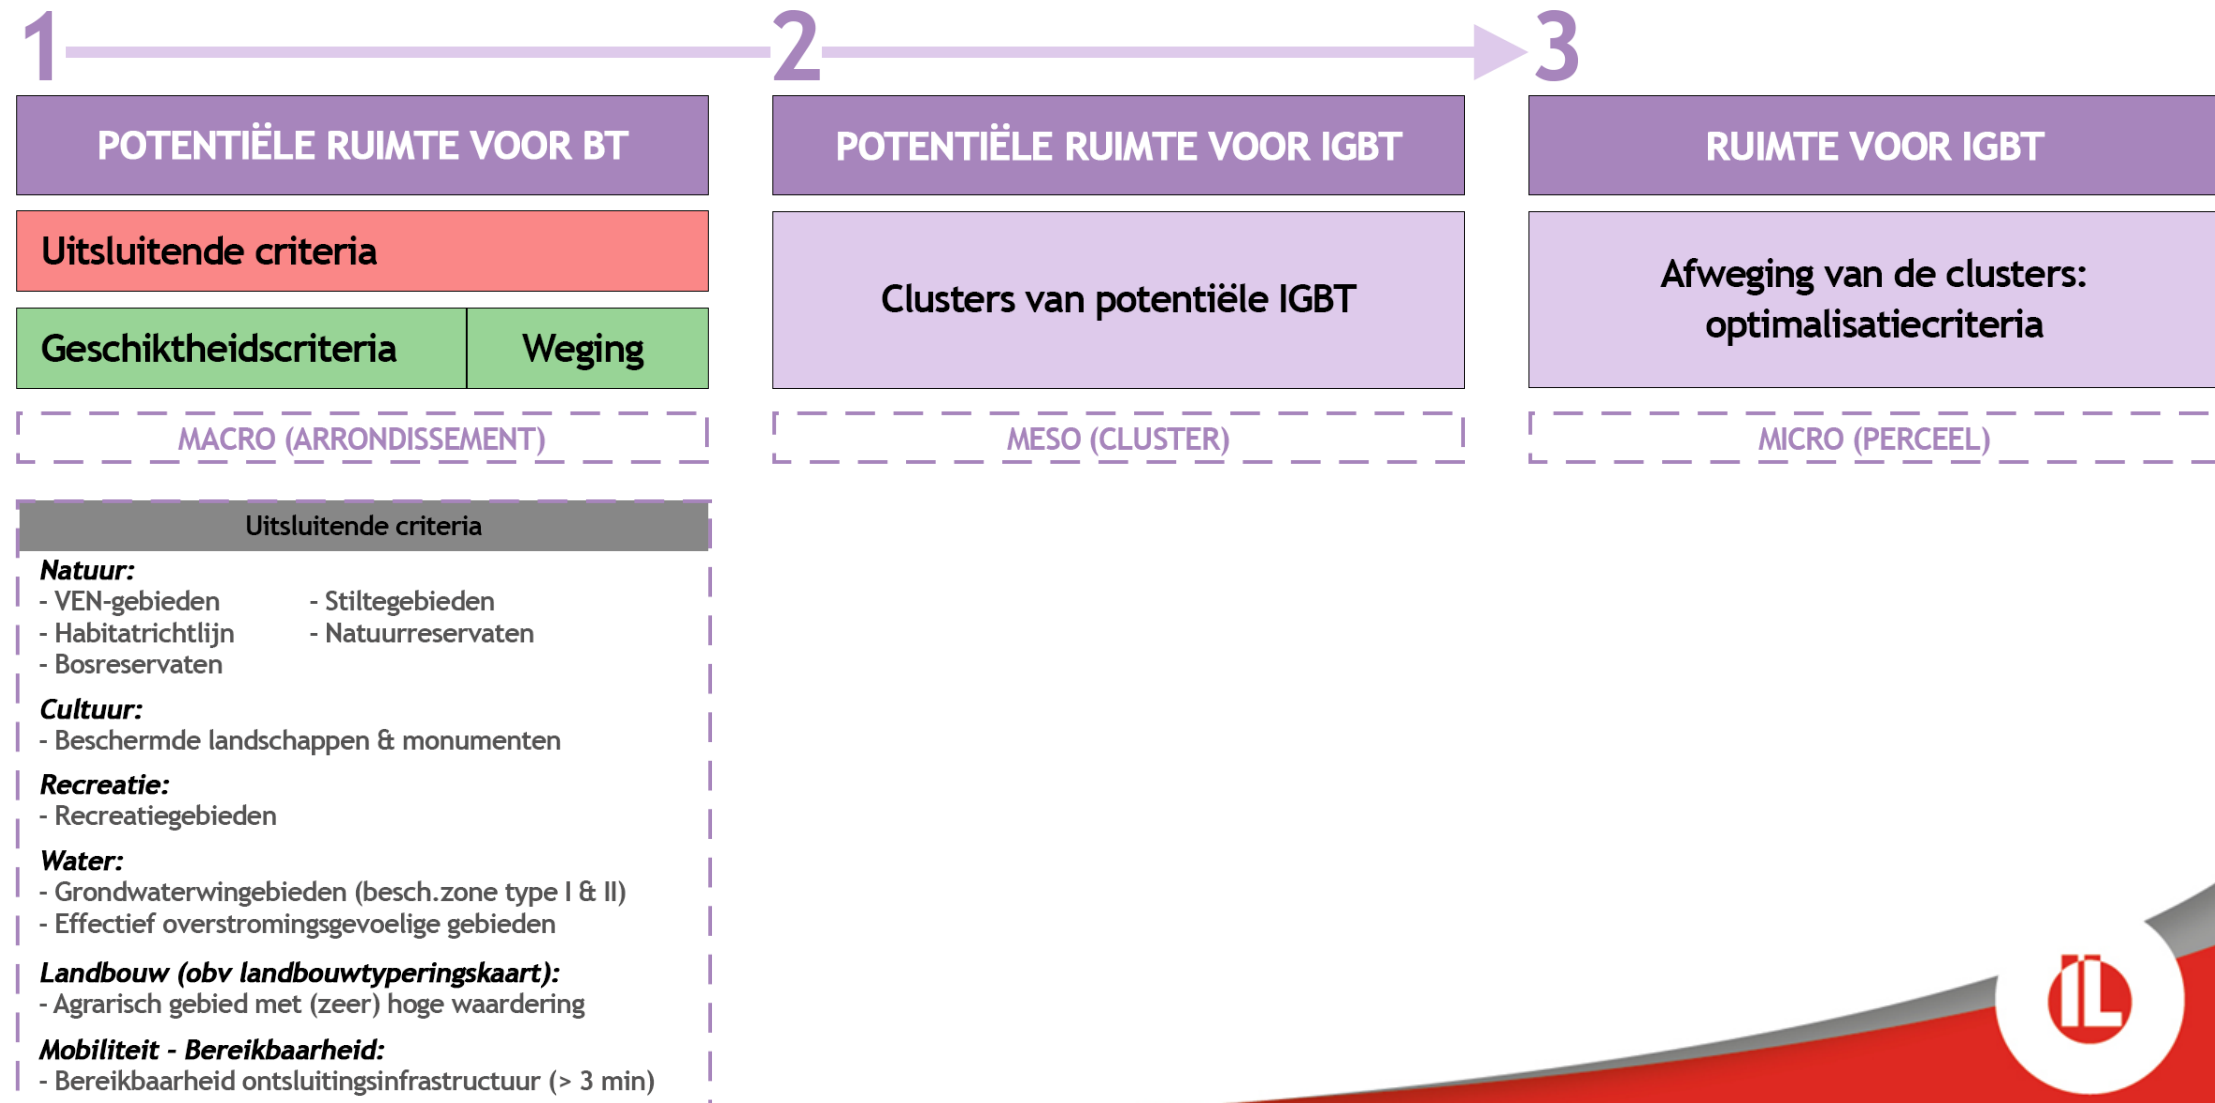 1
2
3
POTENTIËLE RUIMTE VOOR BT
Uitsluitende criteria
Geschiktheidscriteria
Weging
MACRO (ARRONDISSEMENT)
POTENTIËLE RUIMTE VOOR IGBT
Clusters van potentiële IGBT
MESO (CLUSTER)
RUIMTE VOOR IGBT
Afweging van de clusters:
optimalisatiecriteria
MICRO (PERCEEL)
Uitsluitende criteria
Natuur:
- VEN-gebieden
- Stiltegebieden
- Habitatrichtlijn
- Natuurreservaten
- Bosreservaten
Cultuur:
- Beschermde landschappen & monumenten
Recreatie:
- Recreatiegebieden
Water:
- Grondwaterwingebieden (besch.zone type I & II)
- Effectief overstromingsgevoelige gebieden
Landbouw (obv landbouwtyperingskaart):
- Agrarisch gebied met (zeer) hoge waardering
Mobiliteit - Bereikbaarheid:
- Bereikbaarheid ontsluitingsinfrastructuur (> 3 min)
IL